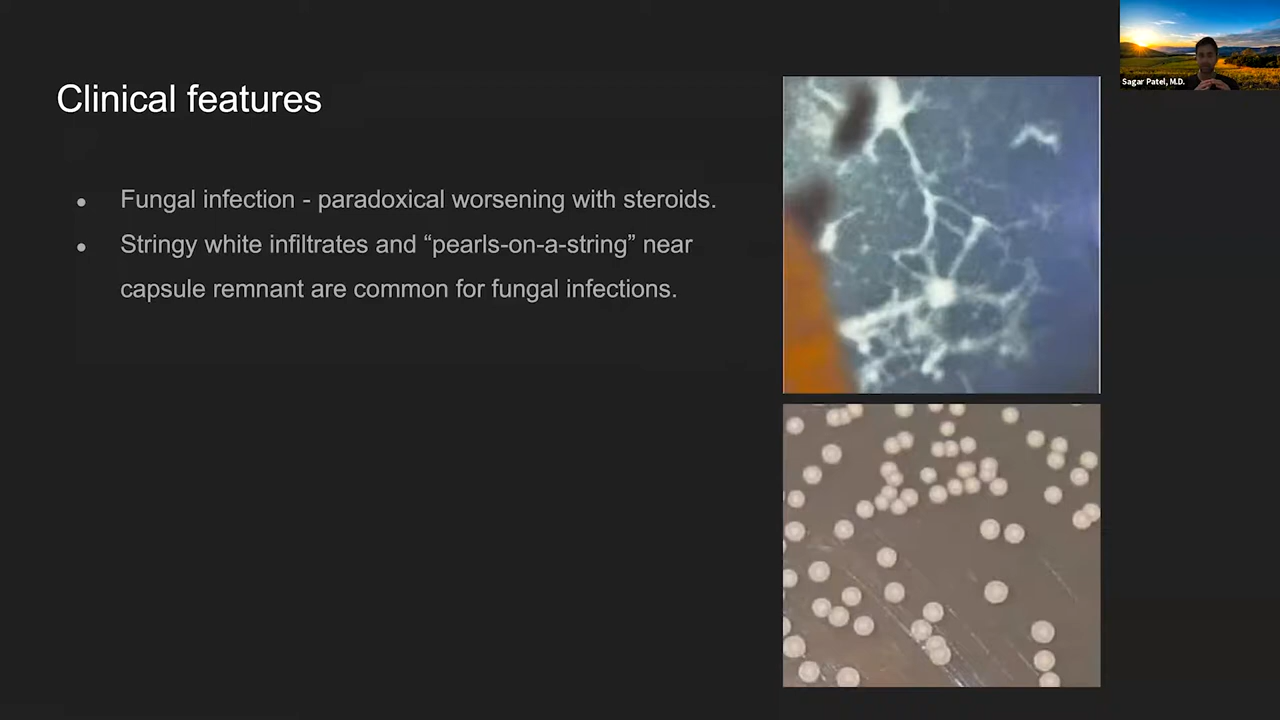 Sagar Patel, M.D.
Clinical features
Fungal infection - paradoxical worsening with steroids.
Stringy white infiltrates and “pearls-on-a-string” near
capsule remnant are common for fungal infections.